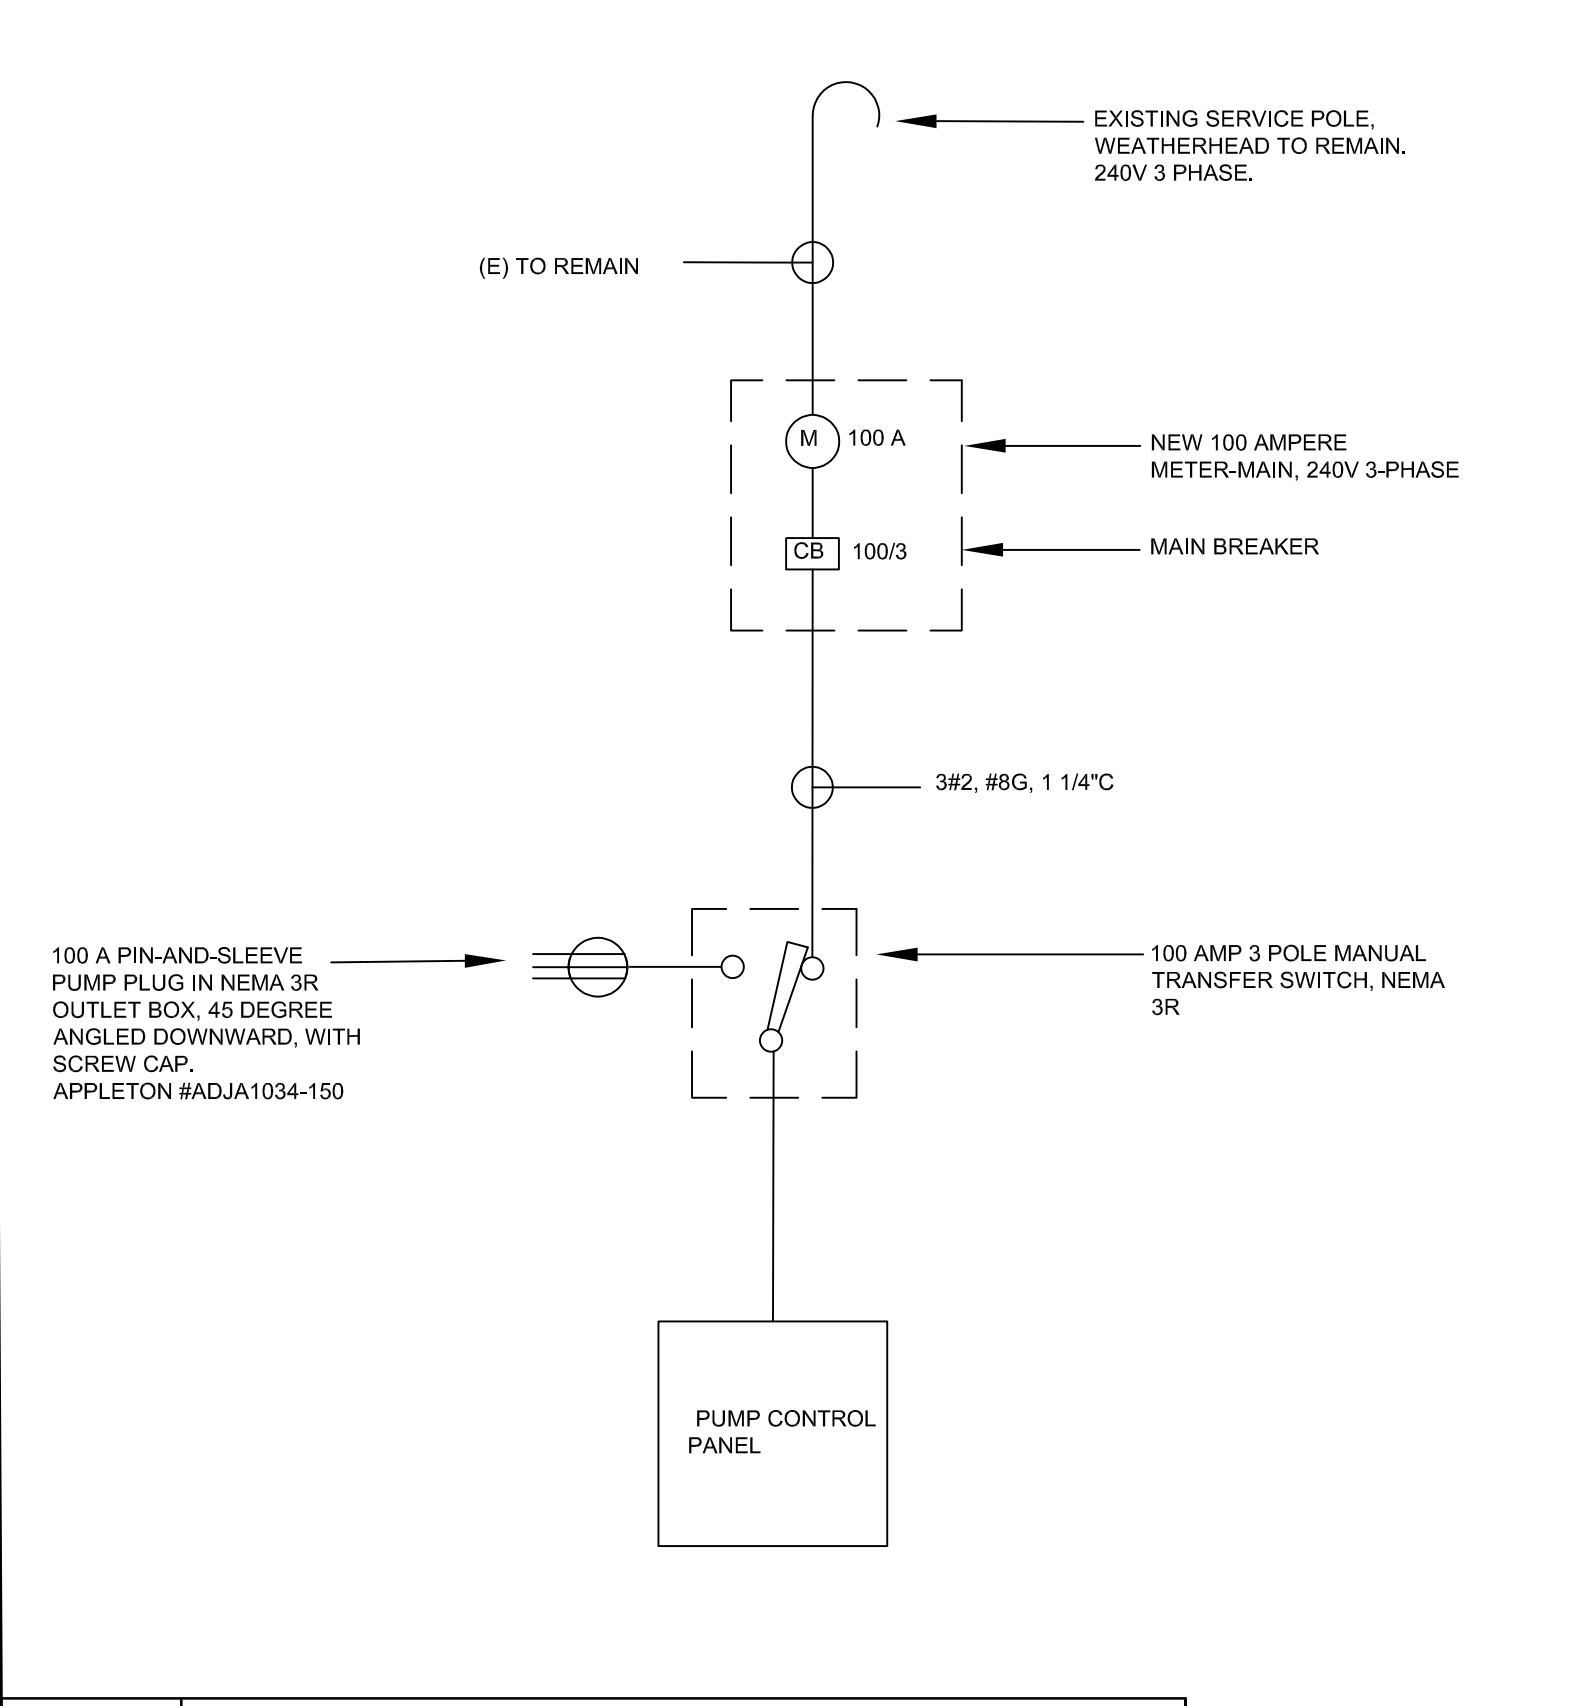 EXISTING SERVICE POLE,
WEATHERHEAD TO REMAIN.
240V 3 PHASE.
(E) TO REMAIN
M
100 A
NEW 100 AMPERE
METER-MAIN, 240V 3-PHASE
CB
100/3
MAIN BREAKER
3#2, #8G, 1 1/4"C
100 A PIN-AND-SLEEVE
PUMP PLUG IN NEMA 3R
OUTLET BOX, 45 DEGREE
ANGLED DOWNWARD, WITH
SCREW CAP.
APPLETON #ADJA1034-150
100 AMP 3 POLE MANUAL
TRANSFER SWITCH, NEMA
3R
PUMP CONTROL
PANEL